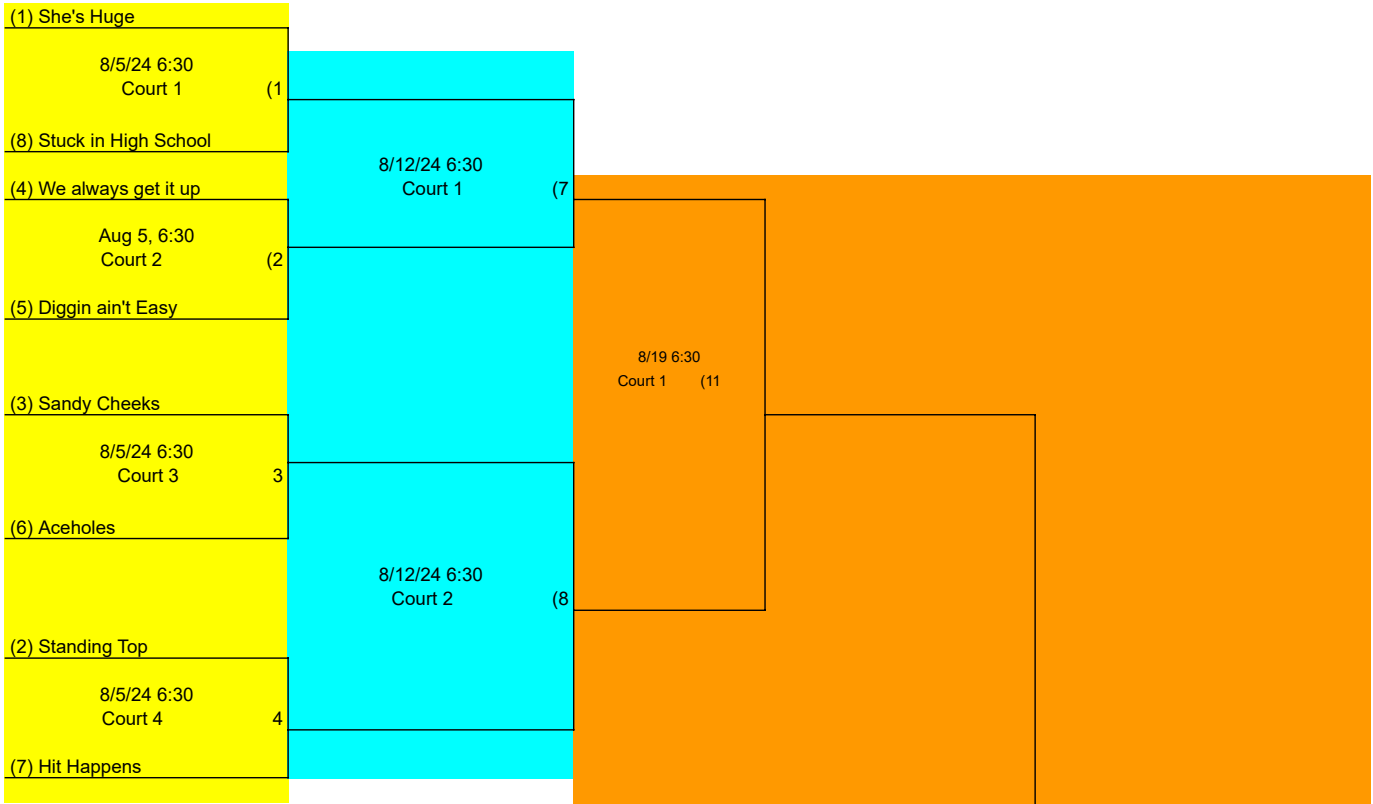 (1) She's Huge
8/5/24 6:30
Court 1 (1
(8) Stuck in High School
8/12/24 6:30
Court 1 (7
(4) We always get it up
Aug 5, 6:30
Court 2 (2
(5) Diggin ain't Easy
8/19 6:30
Court 1 (11
(3) Sandy Cheeks
8/5/24 6:30
Court 3 3
(6) Aceholes
8/12/24 6:30
Court 2 (8
(2) Standing Top
8/5/24 6:30
Court 4 4
(7) Hit Happens